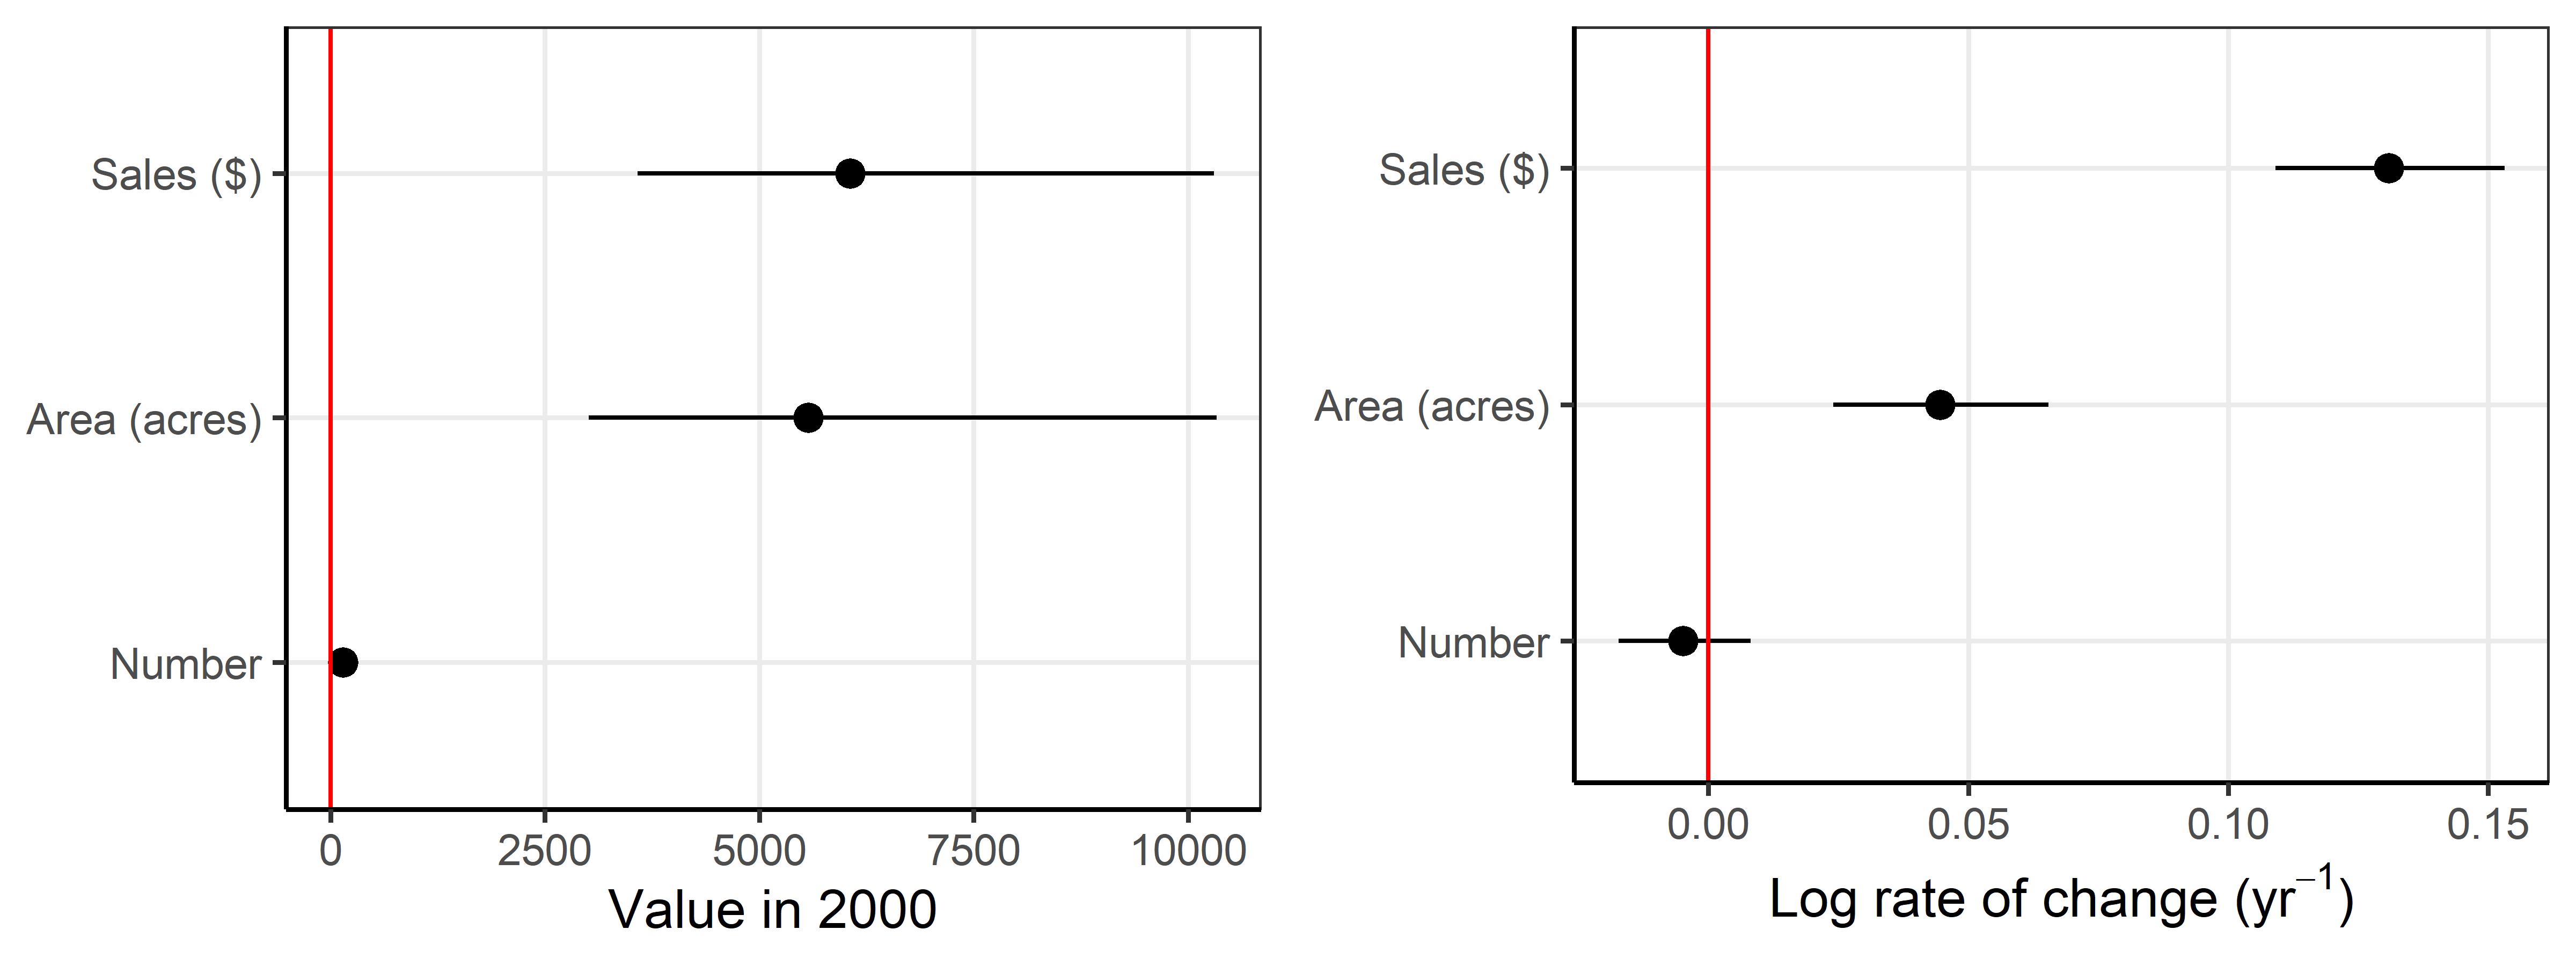 Sales ($)
Area (acres)
Number
0 2500 5000 7500 10000
Value in 2000
Sales ($)
Area (acres)
Number
0.00 0.05 0.10 0.15
Log rate of change (yr⁻¹)